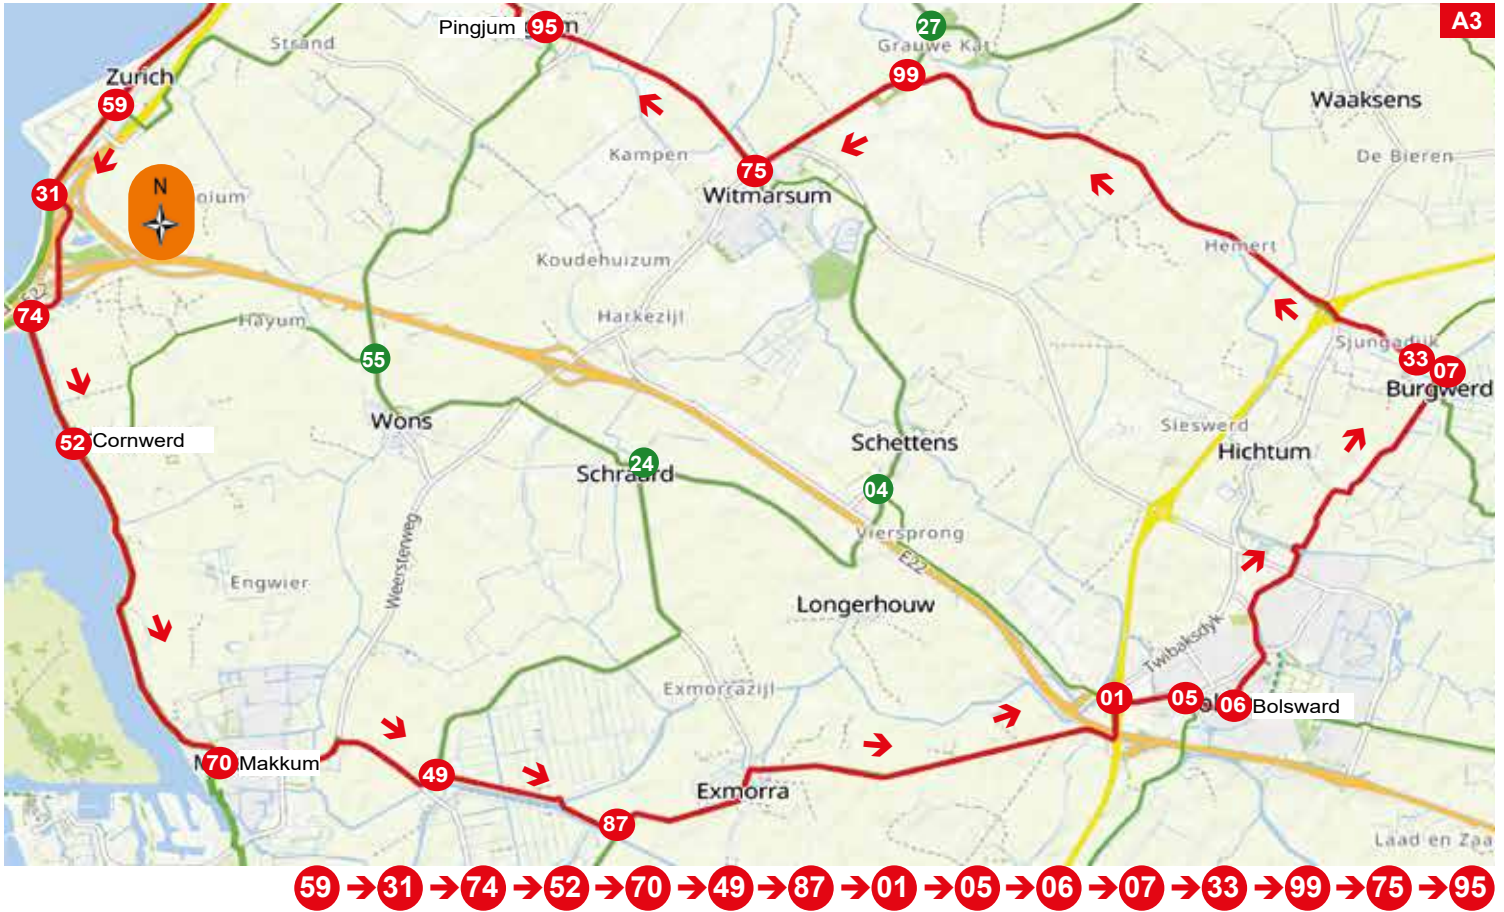 A3
Pingjum 95
27
Strand
Grauwe Kat
Zurich
99
59
Waaksens
Kampen
De Bieren
75
N
31
Witmarsum
Hemert
Koudehuizum
74
Hayum
Harkezijl
Sjungadijk
55
33
07
Burgwerd
Wons
Sieswerd
52 Cornwerd
Schettens
Hichtum
24
Schraard
04
Viersprong
E22
Weersterweg
Engwier
Longerhouw
Twibaksdyk
Exmorrazijl
01
05
06 Bolsward
70 Makkum
49
Exmorra
87
Laad en Zaa
59 → 31 → 74 → 52 → 70 → 49 → 87 → 01 → 05 → 06 → 07 → 33 → 99 → 75 → 95